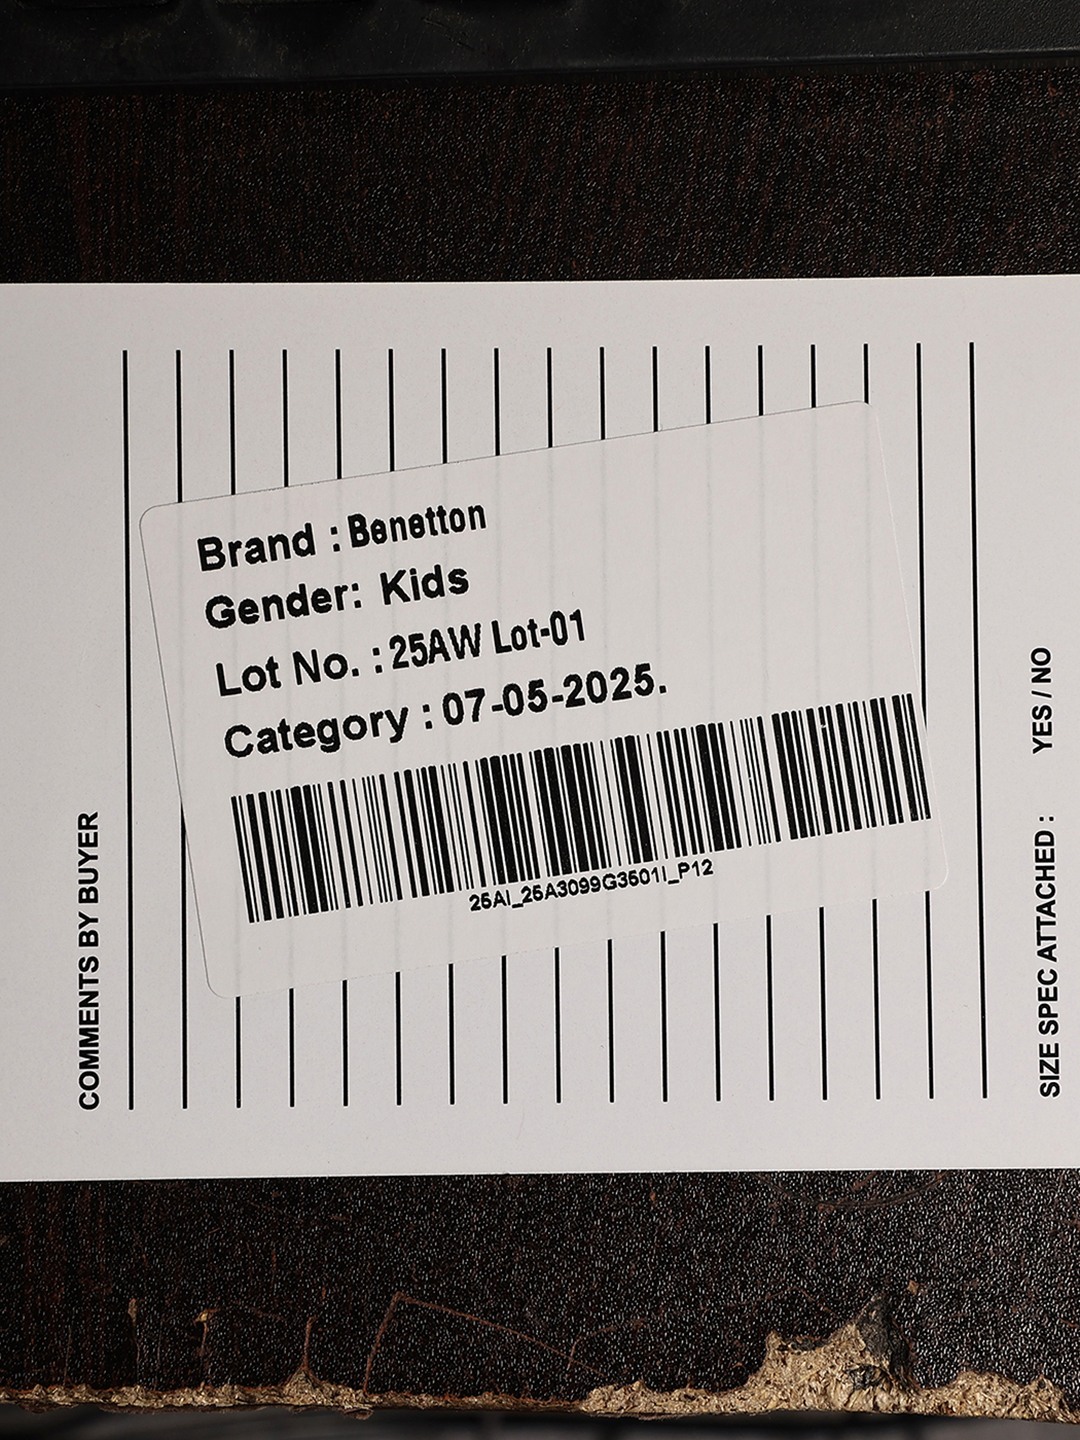 COMMENTS BY BUYER
Brand : Benetton
Gender: Kids
Lot No. : 25AW Lot-01
Category : 07-05-2025.
25AI_25A3099G3501I_P12
SIZE SPEC ATTACHED : YES / NO